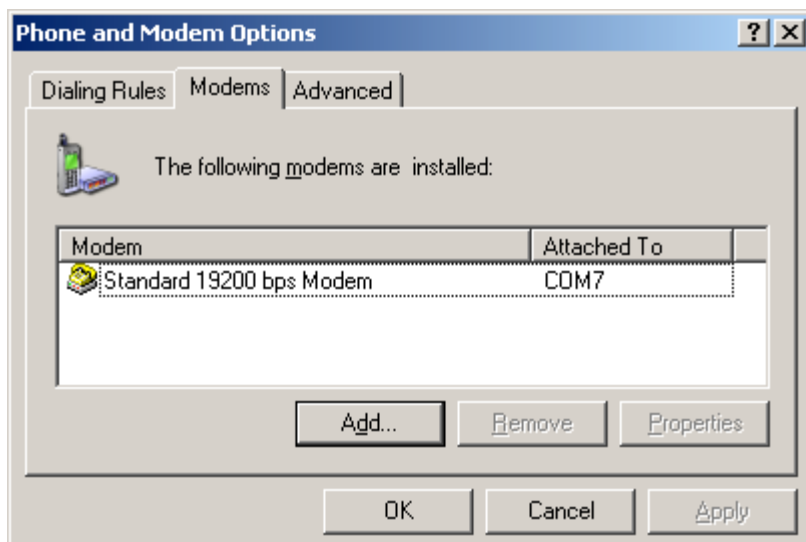 Phone and Modem Options
Dialing Rules Modems Advanced
The following modems are installed:
Modem Attached To
Standard 19200 bps Modem COM7
Add... Remove Properties
OK Cancel Apply